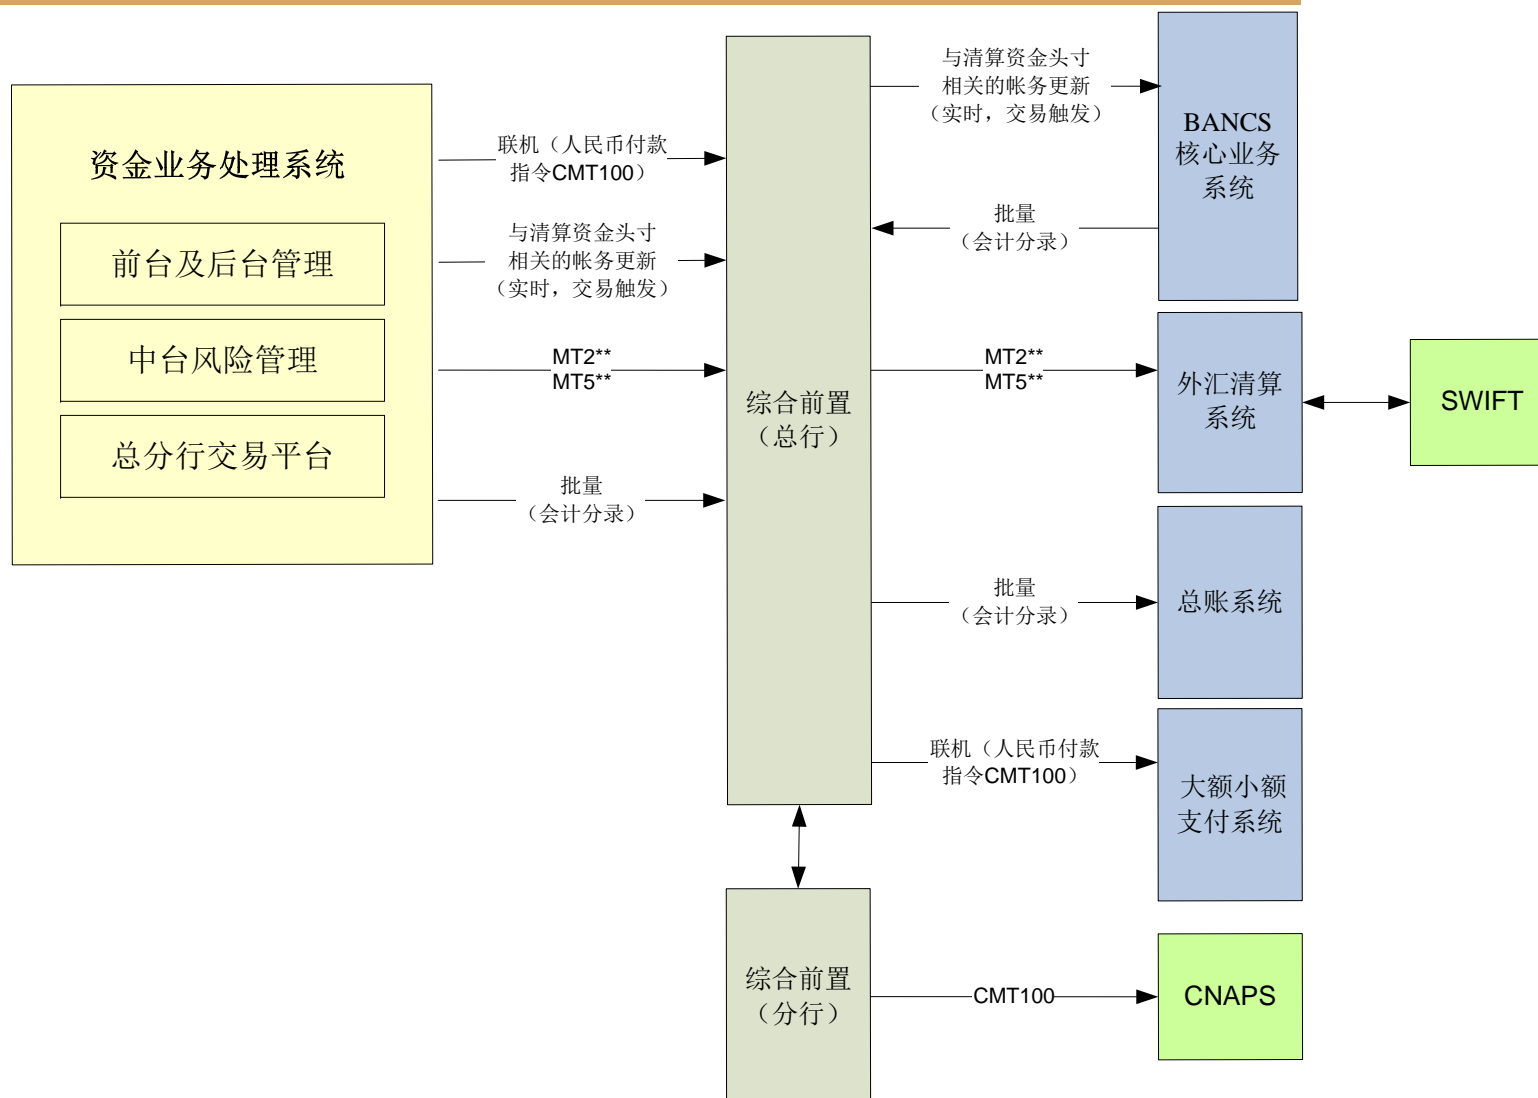 资金业务处理系统
前台及后台管理
中台风险管理
总分行交易平台
联机（人民币付款
指令CMT100）
与清算资金头寸
相关的帐务更新
（实时，交易触发）
MT2**
MT5**
批量
（会计分录）
综合前置
（总行）
与清算资金头寸
相关的帐务更新
（实时，交易触发）
批量
（会计分录）
MT2**
MT5**
批量
（会计分录）
联机（人民币付款
指令CMT100）
BANCS
核心业务
系统
外汇清算
系统
SWIFT
总账系统
大额小额
支付系统
综合前置
（分行）
CMT100
CNAPS